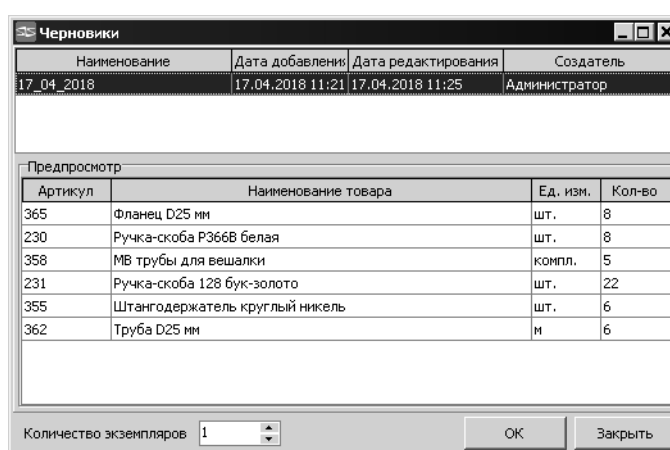 Черновики
Наименование Дата добавления Дата редактирования Создатель
17_04_2018 17.04.2018 11:21 17.04.2018 11:25 Администратор
Предпросмотр
Артикул Наименование товара Ед. изм. Кол-во
365 Фланец D25 мм шт. 8
230 Ручка-скоба P366B белая шт. 8
358 МВ трубы для вешалки компл. 5
231 Ручка-скоба 128 бук-золото шт. 22
355 Штангодержатель круглый никель шт. 6
362 Труба D25 мм м 6
Количество экземпляров 1 OK Закрыть